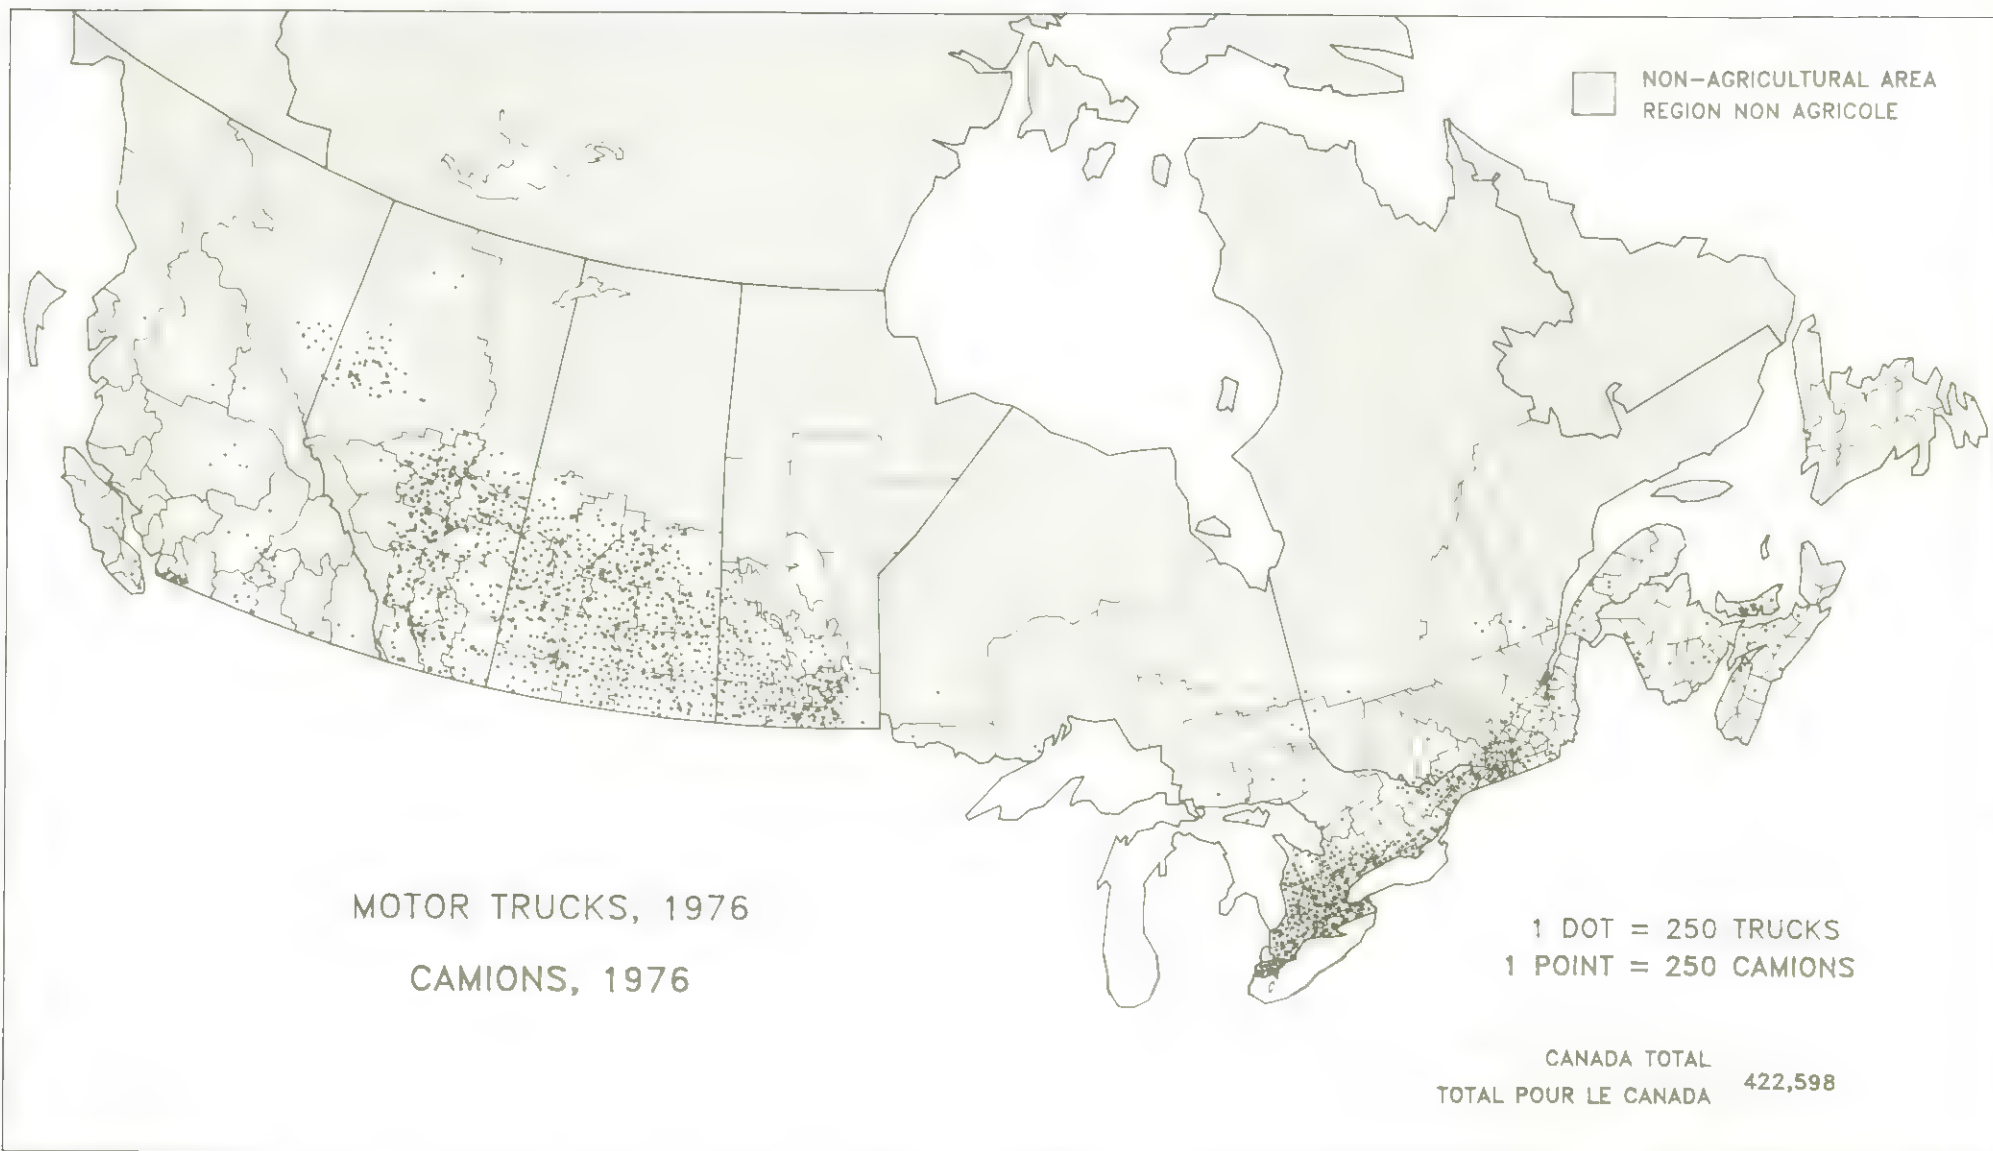 NON-AGRICULTURAL AREA
REGION NON AGRICOLE
MOTOR TRUCKS, 1976
CAMIONS, 1976
1 DOT = 250 TRUCKS
1 POINT = 250 CAMIONS
CANADA TOTAL
TOTAL POUR LE CANADA 422,598